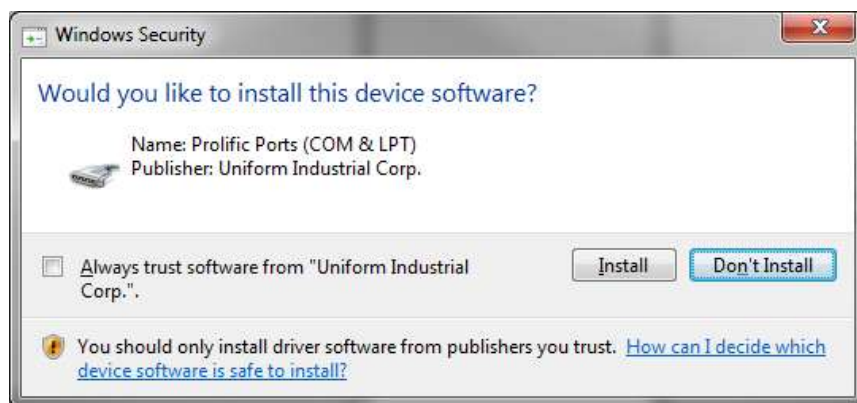 Windows Security
Would you like to install this device software?
Name: Prolific Ports (COM & LPT)
Publisher: Uniform Industrial Corp.
Always trust software from "Uniform Industrial
Corp.".
Install
Don't Install
You should only install driver software from publishers you trust. How can I decide which
device software is safe to install?